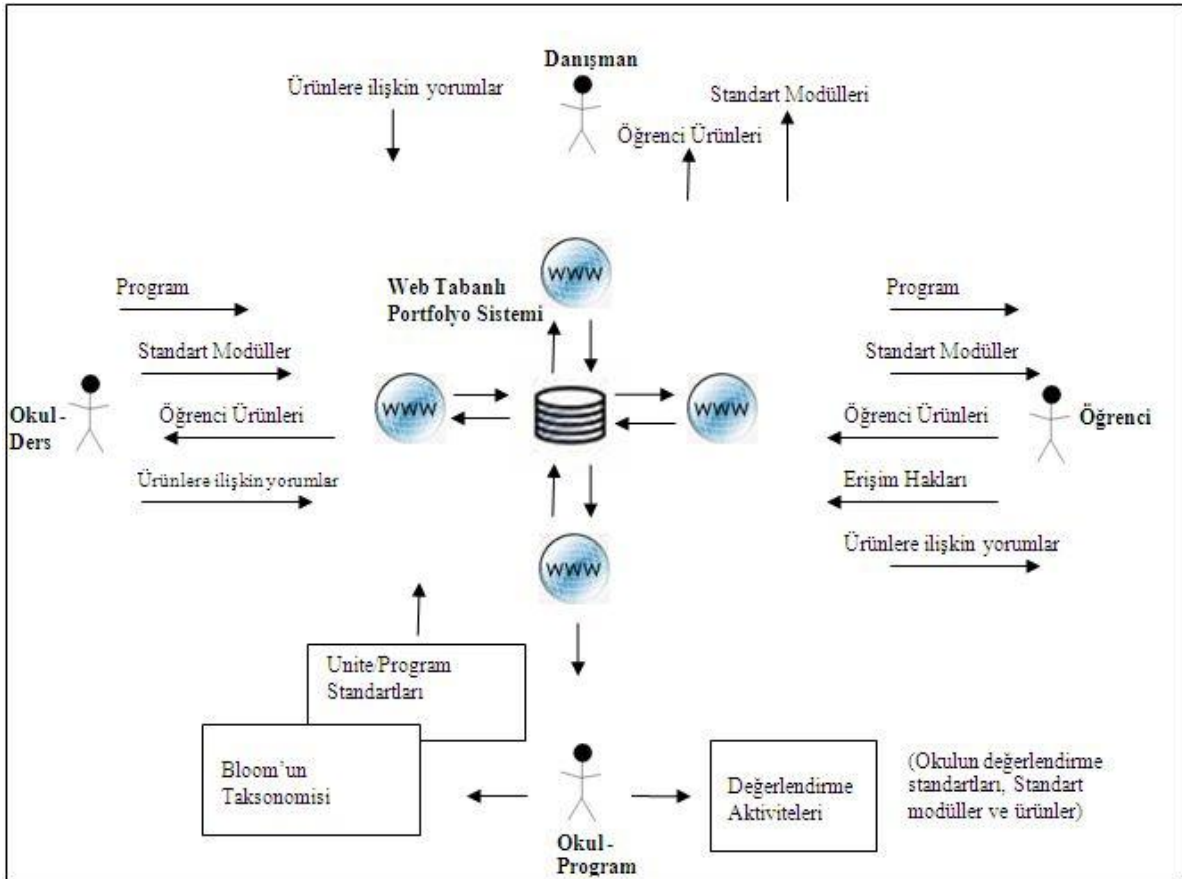 Danışman
Ürünlere ilişkin yorumlar
Standart Modülleri
Öğrenci Ürünleri
WWW
Web Tabanlı
Portfolyo Sistemi
Program
Standart Modüller
Öğrenci Ürünleri
Ürünlere ilişkin yorumlar
Okul-
Ders
WWW
WWW
Program
Standart Modüller
Öğrenci Ürünleri
Erişim Hakları
Ürünlere ilişkin yorumlar
Öğrenci
WWW
Unite/Program
Standartları
Bloom'un
Taksonomisi
Okul -
Program
Değerlendirme
Aktiviteleri
(Okulun değerlendirme
standartları, Standart
modüller ve ürünler)